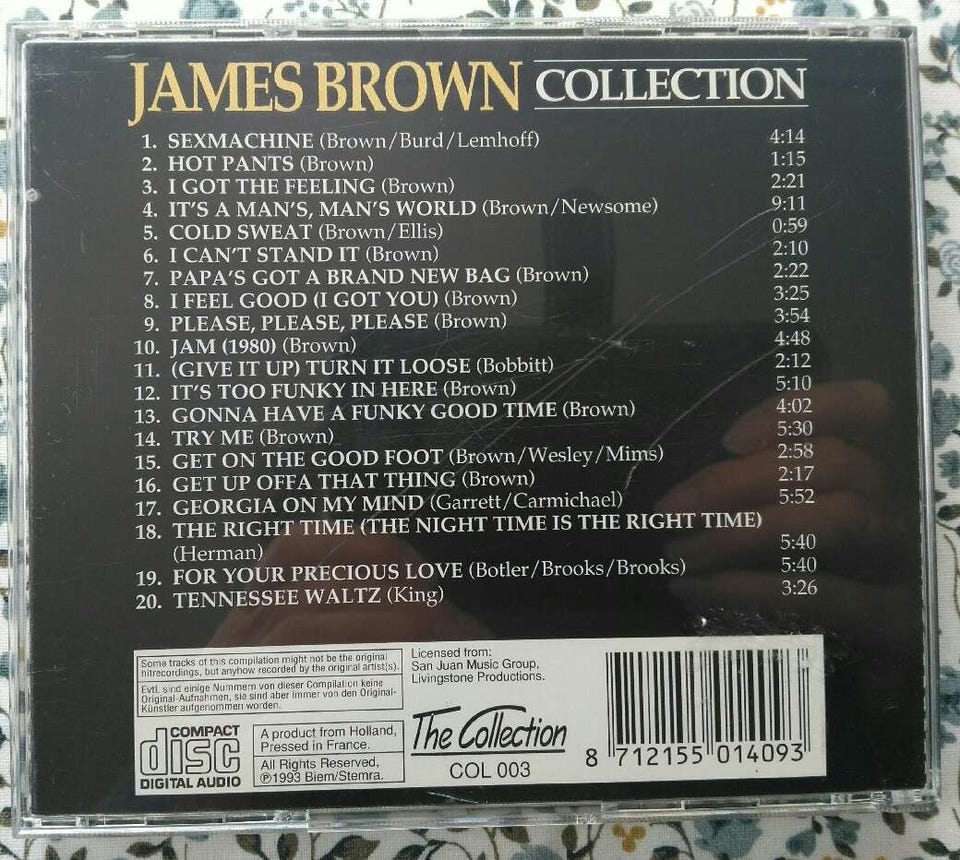 JAMES BROWN COLLECTION
1. SEXMACHINE (Brown/Burd/Lemhoff) 4:14
2. HOT PANTS (Brown) 1:15
3. I GOT THE FEELING (Brown) 2:21
4. IT'S A MAN'S, MAN'S WORLD (Brown/Newsome) 9:11
5. COLD SWEAT (Brown/Ellis) 0:59
6. I CAN'T STAND IT (Brown) 2:10
7. PAPA'S GOT A BRAND NEW BAG (Brown) 2:22
8. I FEEL GOOD (I GOT YOU) (Brown) 3:25
9. PLEASE, PLEASE, PLEASE (Brown) 3:54
10. JAM (1980) (Brown) 4:48
11. (GIVE IT UP) TURN IT LOOSE (Bobbitt) 2:12
12. IT'S TOO FUNKY IN HERE (Brown) 5:10
13. GONNA HAVE A FUNKY GOOD TIME (Brown) 4:02
14. TRY ME (Brown) 5:30
15. GET ON THE GOOD FOOT (Brown/Wesley/Mims) 2:58
16. GET UP OFFA THAT THING (Brown) 2:17
17. GEORGIA ON MY MIND (Garrett/Carmichael) 5:52
18. THE RIGHT TIME (THE NIGHT TIME IS THE RIGHT TIME)
(Herman) 5:40
19. FOR YOUR PRECIOUS LOVE (Botler/Brooks/Brooks) 5:40
20. TENNESSEE WALTZ (King) 3:26
Some tracks of this compilation might not be the original
hitrecordings, but anyhow recorded by the original artist(s).
Evtl. sind einige Nummern von dieser Compilation keine
Original-Aufnahmen, sie sind aber immer von den Original-
Künstler aufgenommen worden.
COMPACT
disc
DIGITAL AUDIO
A product from Holland,
Pressed in France.
All Rights Reserved,
℗1993 Biem/Stemra.
Licensed from:
San Juan Music Group,
Livingstone Productions.
The Collection
COL 003
8 712155 014093